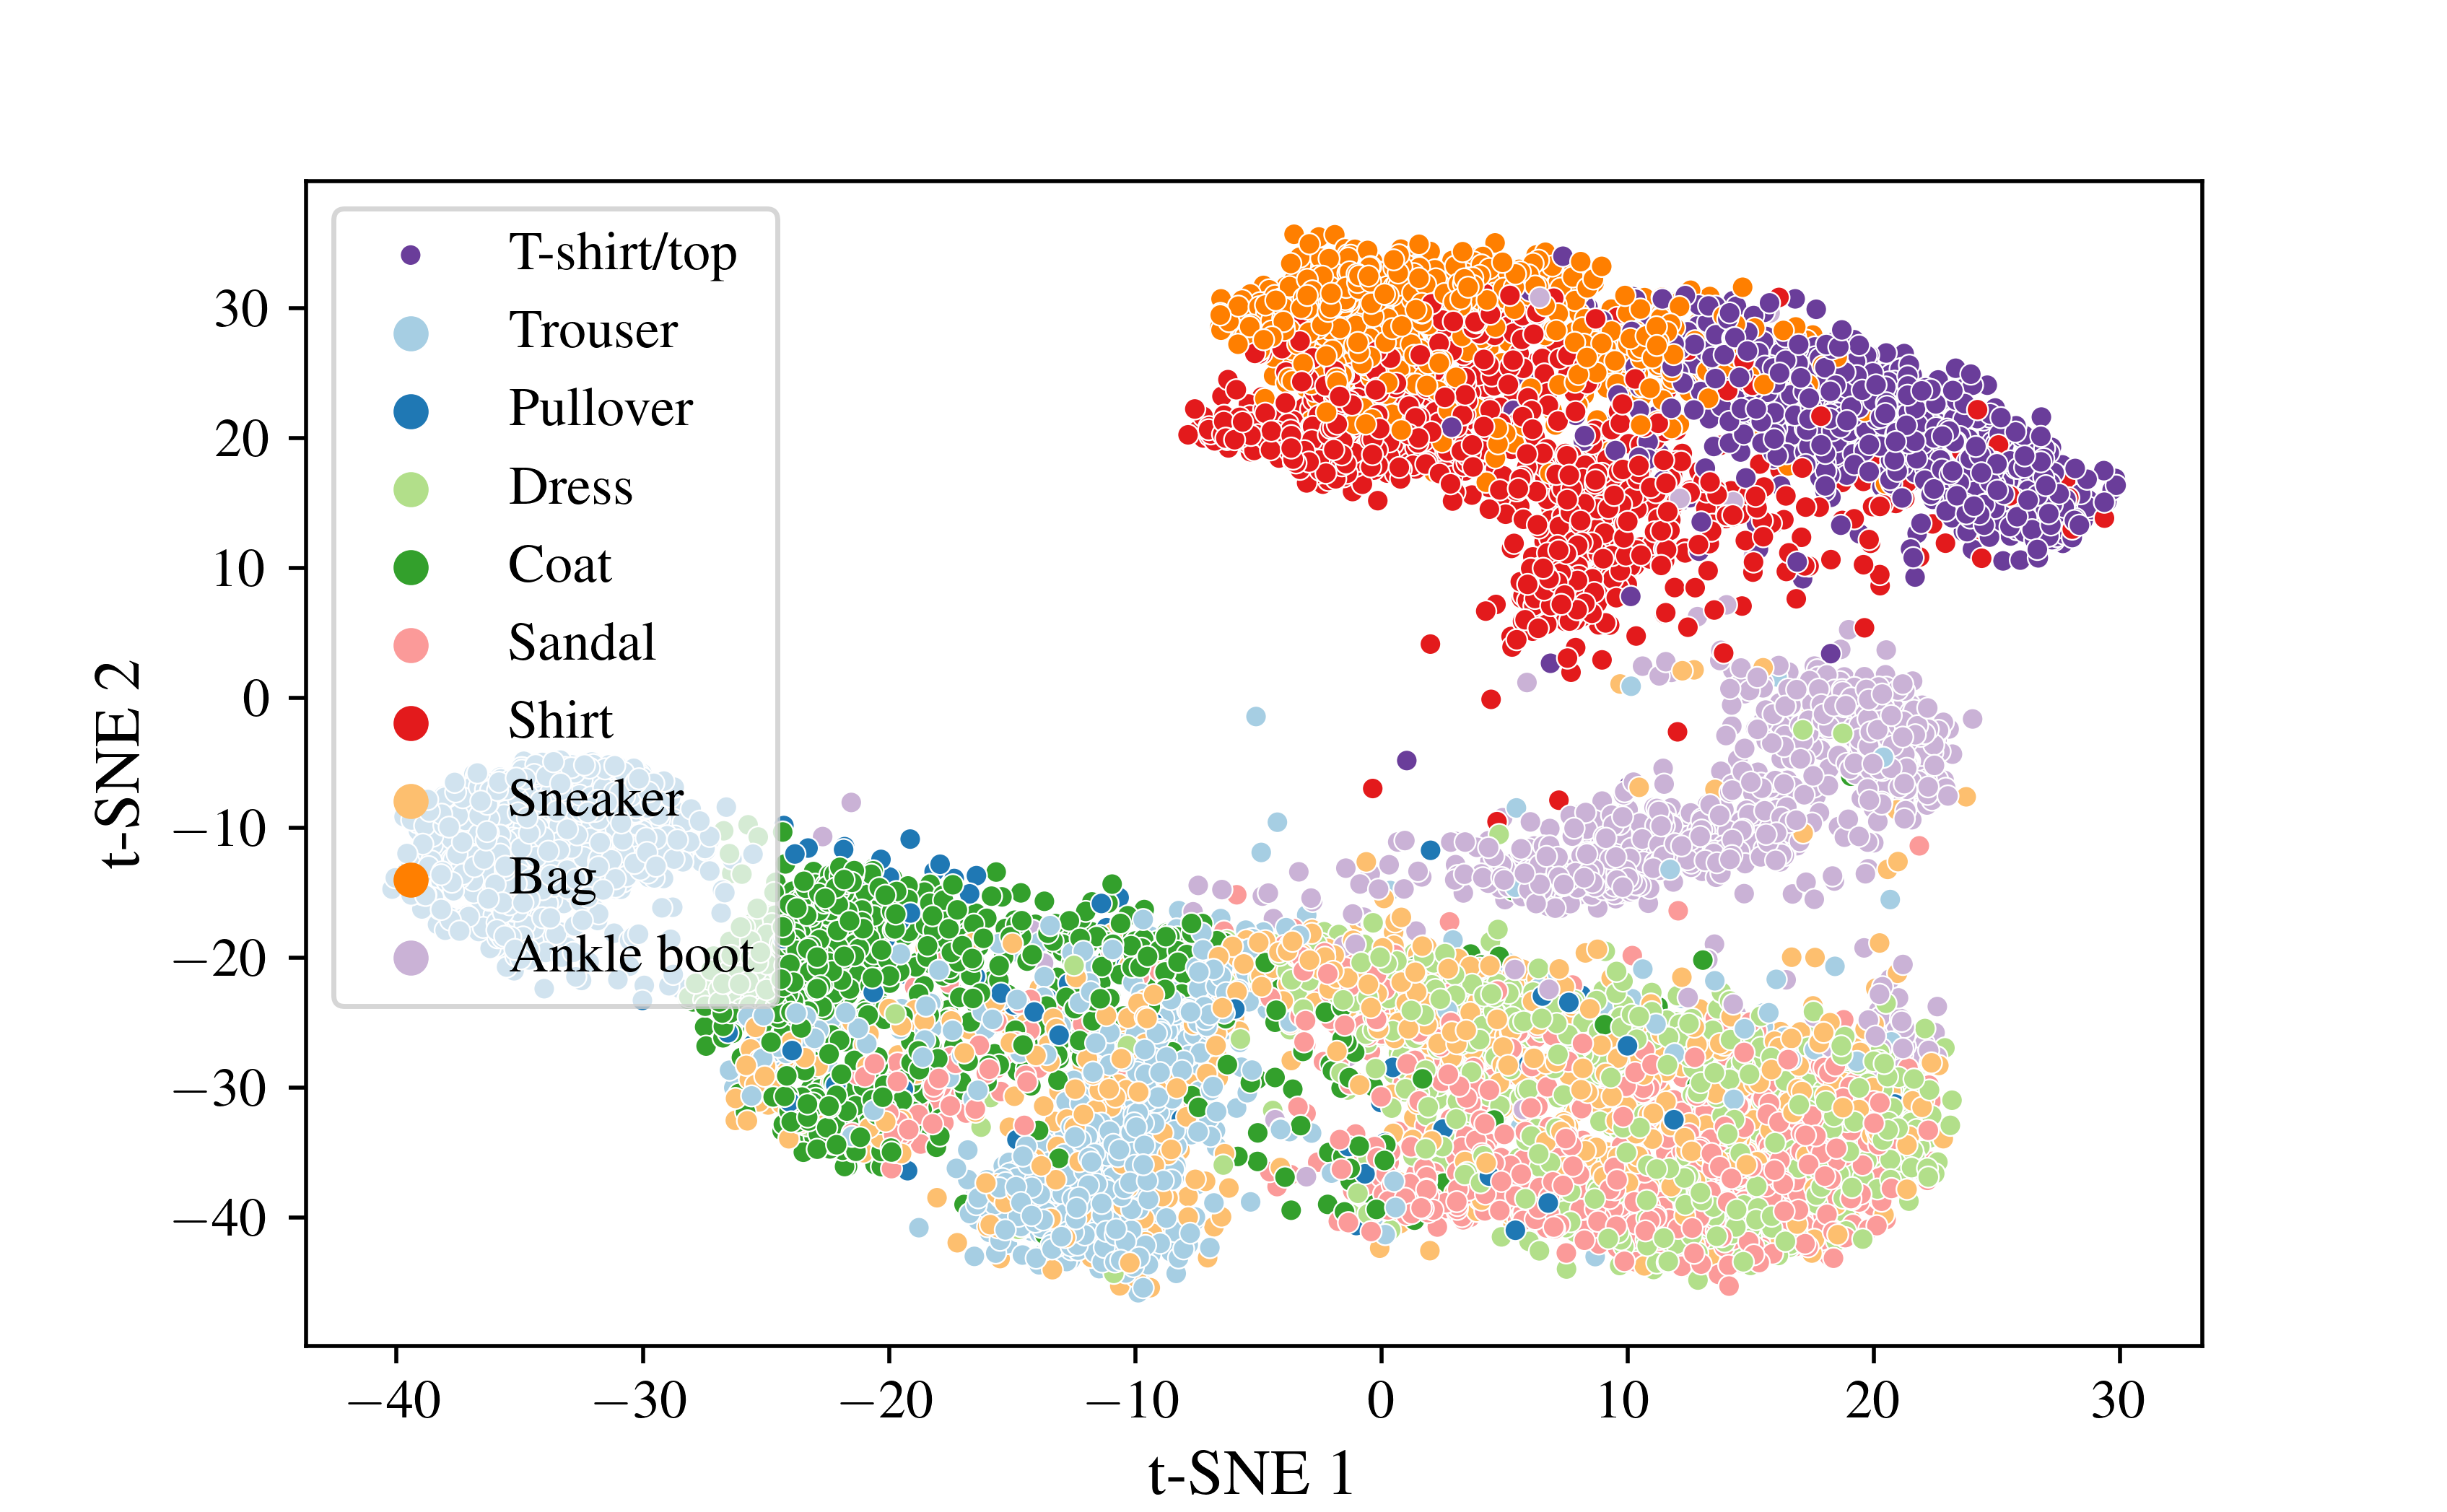 T-shirt/top
Trouser
Pullover
Dress
Coat
Sandal
Shirt
Sneaker
Bag
Ankle boot
t-SNE 2
30
20
10
0
−10
−20
−30
−40
−40 −30 −20 −10 0 10 20 30
t-SNE 1